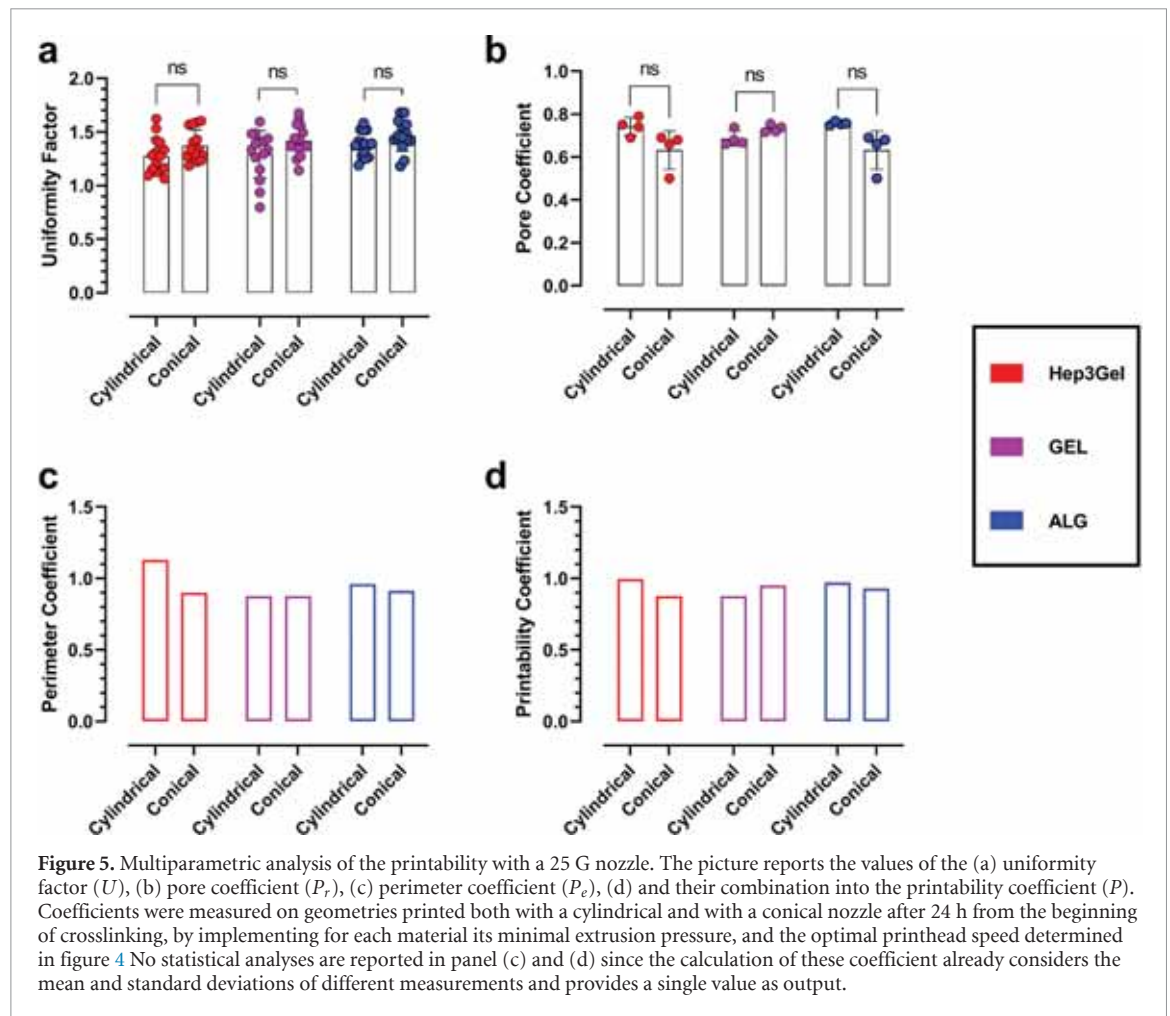 a
ns
ns
ns
2.0
1.5
1.0
0.5
0.0
Uniformity Factor
Cylindrical
Conical
Cylindrical
Conical
Cylindrical
Conical
b
ns
ns
ns
1.0
0.8
0.6
0.4
0.2
0.0
Pore Coefficient
Cylindrical
Conical
Cylindrical
Conical
Cylindrical
Conical
Hep3Gel
GEL
ALG
c
1.5
1.0
0.5
0.0
Perimeter Coefficient
Cylindrical
Conical
Cylindrical
Conical
Cylindrical
Conical
d
1.5
1.0
0.5
0.0
Printability Coefficient
Cylindrical
Conical
Cylindrical
Conical
Cylindrical
Conical
Figure 5. Multiparametric analysis of the printability with a 25 G nozzle. The picture reports the values of the (a) uniformity
factor (U), (b) pore coefficient (Pr), (c) perimeter coefficient (Pe), (d) and their combination into the printability coefficient (P).
Coefficients were measured on geometries printed both with a cylindrical and with a conical nozzle after 24 h from the beginning
of crosslinking, by implementing for each material its minimal extrusion pressure, and the optimal printhead speed determined
in figure 4 No statistical analyses are reported in panel (c) and (d) since the calculation of these coefficient already considers the
mean and standard deviations of different measurements and provides a single value as output.